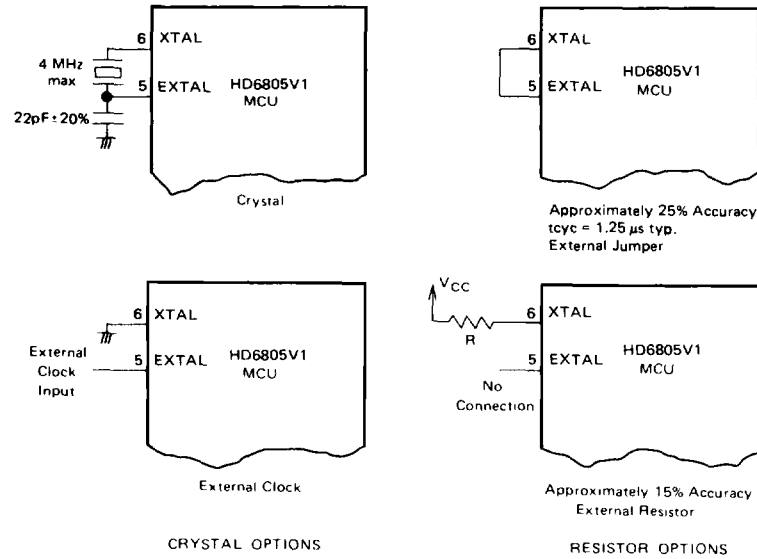 6 XTAL
4 MHz
max
5 EXTAL
HD6805V1
MCU
22pF±20%
Crystal
6 XTAL
5 EXTAL
HD6805V1
MCU
Approximately 25% Accuracy
tcyc = 1.25 µs typ.
External Jumper
6 XTAL
External
Clock
Input
5 EXTAL
HD6805V1
MCU
External Clock
CRYSTAL OPTIONS
VCC
6 XTAL
R
5 EXTAL
HD6805V1
MCU
No
Connection
Approximately 15% Accuracy
External Resistor
RESISTOR OPTIONS